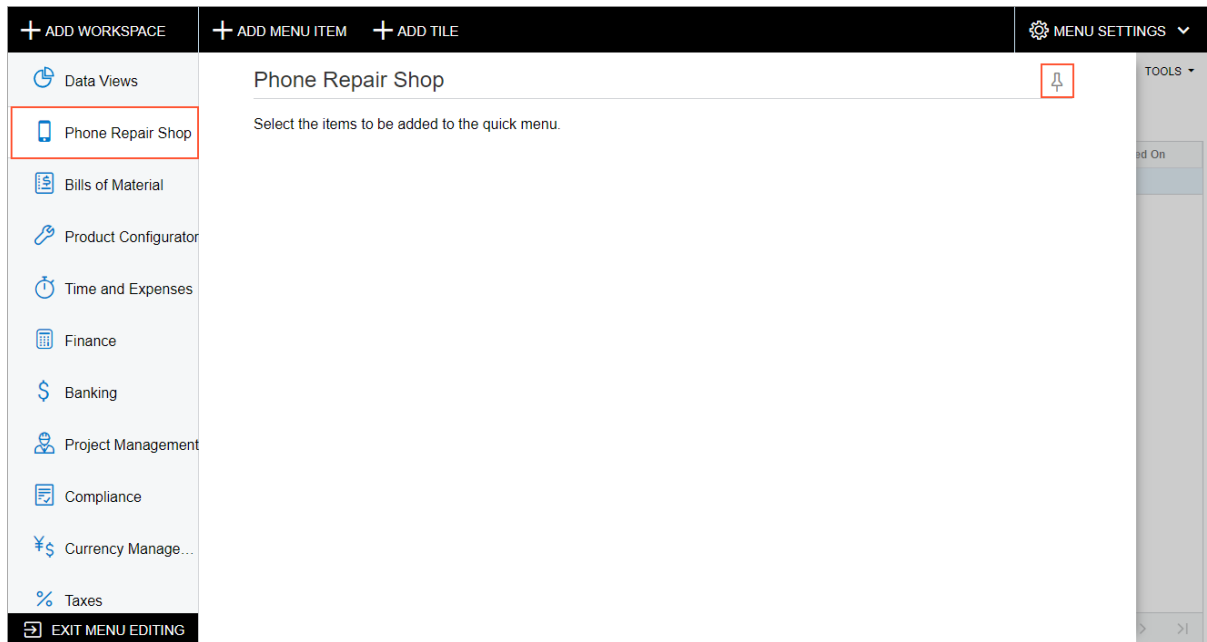 ADD WORKSPACE
ADD MENU ITEM
ADD TILE
MENU SETTINGS
Data Views
Phone Repair Shop
Bills of Material
Product Configurator
Time and Expenses
Finance
Banking
Project Management
Compliance
Currency Manage...
Taxes
EXIT MENU EDITING
Phone Repair Shop
Select the items to be added to the quick menu.
TOOLS
ed On